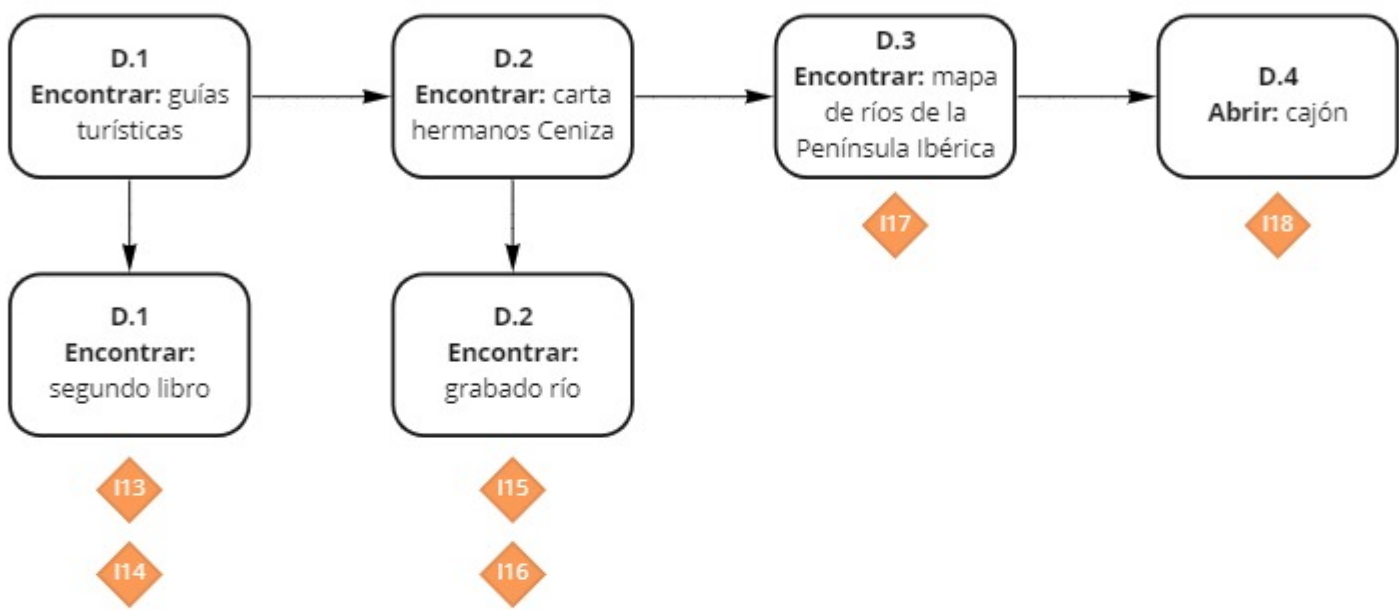 D.1
Encontrar: guías
turísticas
D.2
Encontrar: carta
hermanos Ceniza
D.3
Encontrar: mapa
de ríos de la
Península Ibérica
D.4
Abrir: cajón
I17
I18
D.1
Encontrar:
segundo libro
D.2
Encontrar:
grabado río
I13
I15
I14
I16